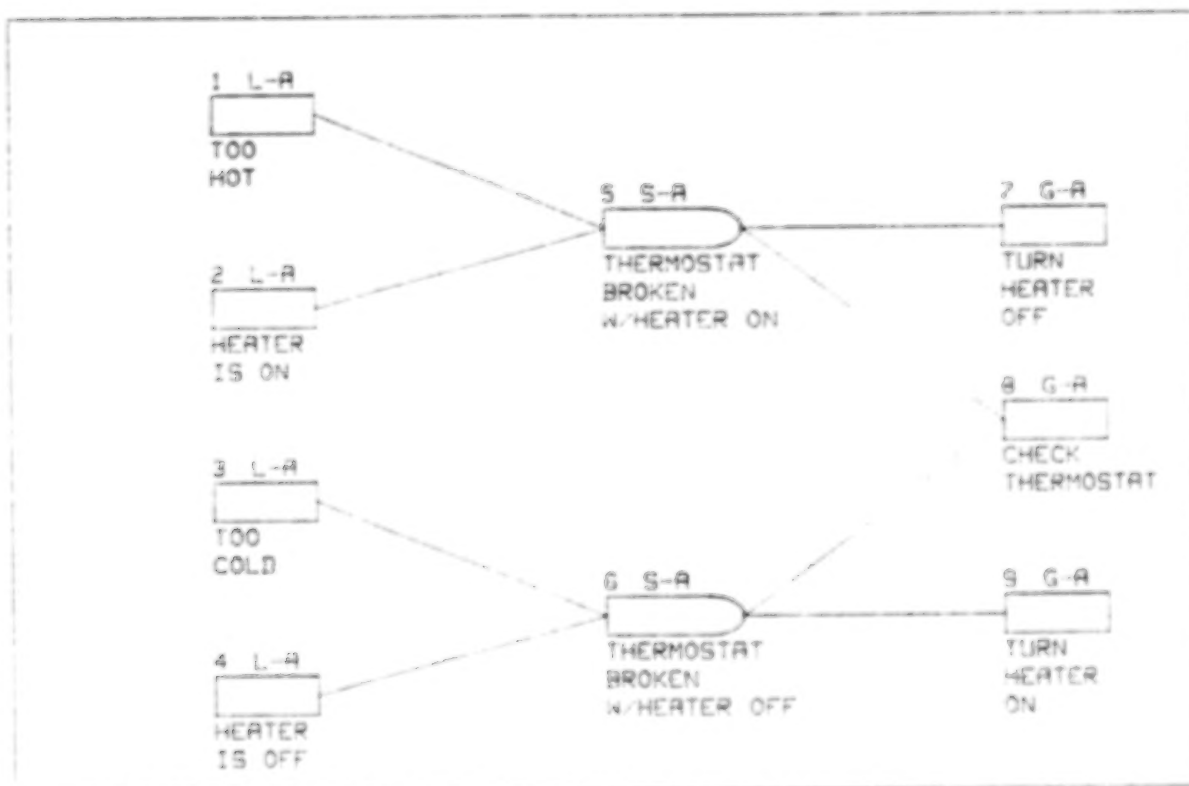 1 L-A
TOO
HOT
2 L-A
HEATER
IS ON
3 L-A
TOO
COLD
4 L-A
HEATER
IS OFF
5 S-A
THERMOSTAT
BROKEN
W/HEATER ON
6 S-A
THERMOSTAT
BROKEN
W/HEATER OFF
7 G-A
TURN
HEATER
OFF
8 G-A
CHECK
THERMOSTAT
9 G-A
TURN
HEATER
ON